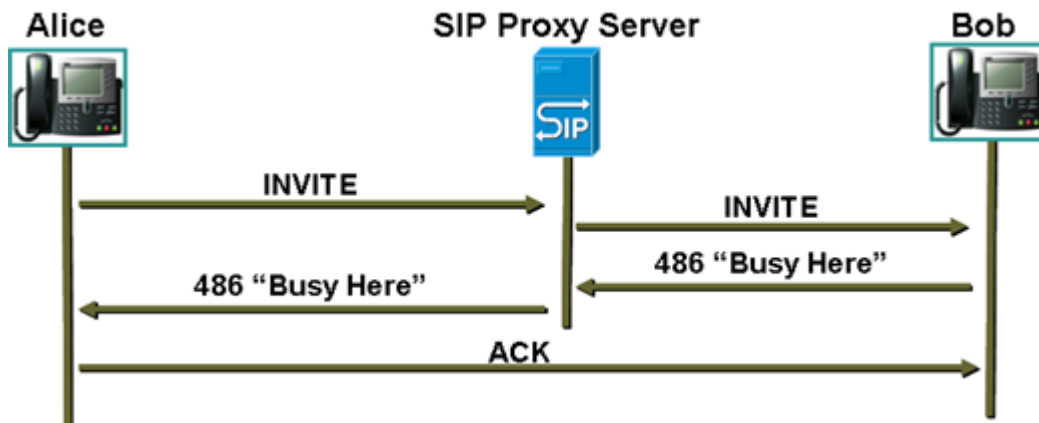 Alice
SIP Proxy Server
Bob
SIP
INVITE
INVITE
486 “Busy Here”
486 “Busy Here”
ACK